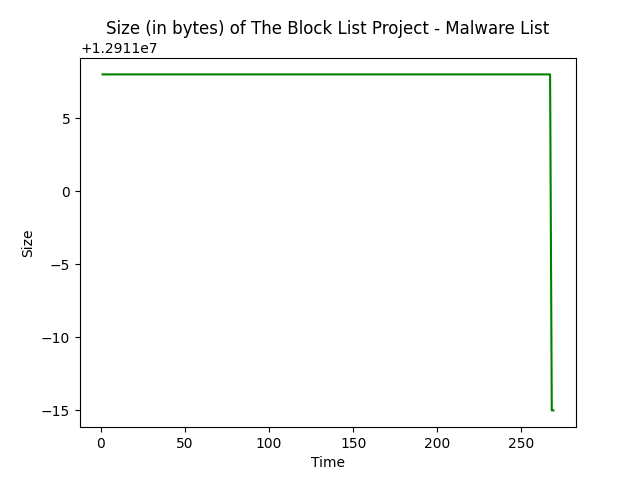 Size (in bytes) of The Block List Project - Malware List
+1.2911e7
5
0
−5
−10
−15
Size
0 50 100 150 200 250
Time